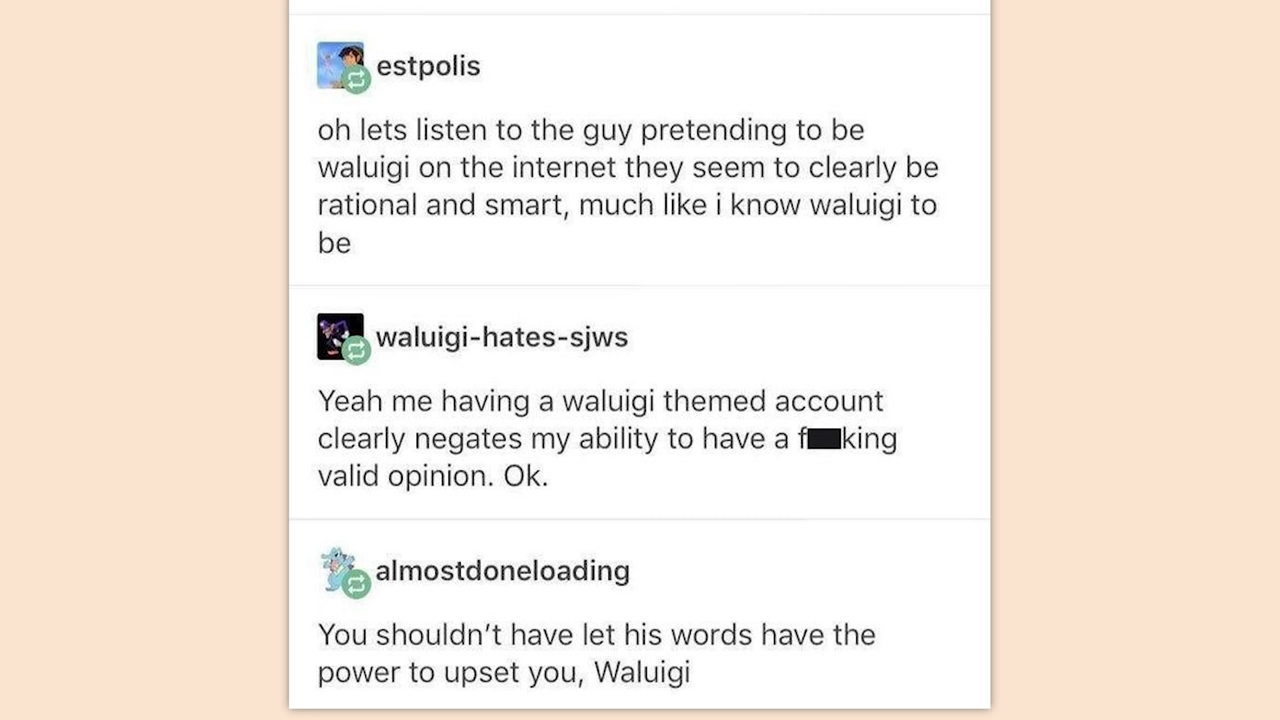 estpolis
oh lets listen to the guy pretending to be
waluigi on the internet they seem to clearly be
rational and smart, much like i know waluigi to
be
waluigi-hates-sjws
Yeah me having a waluigi themed account
clearly negates my ability to have a f██king
valid opinion. Ok.
almostdoneloading
You shouldn’t have let his words have the
power to upset you, Waluigi